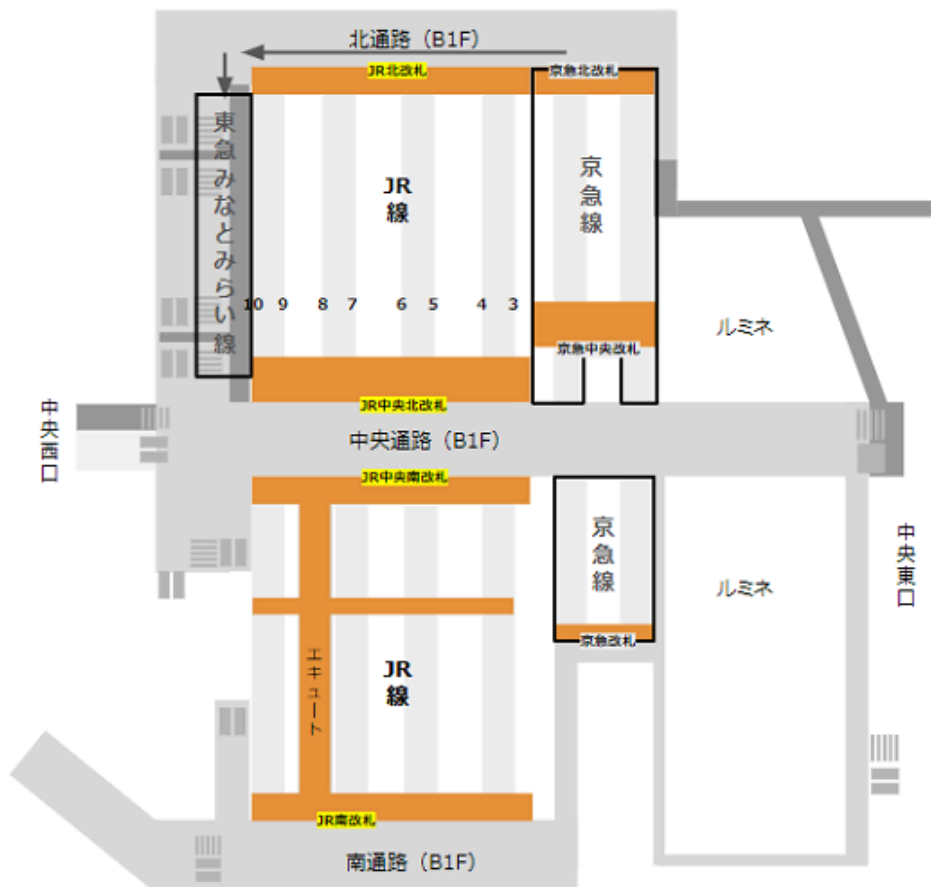 北通路（B1F）
JR北改札
京急北改札
東急みなとみらい線
JR線
京急線
10 9 8 7 6 5 4 3
ルミネ
京急中央改札
JR中央北改札
中央西口
中央通路（B1F）
JR中央南改札
京急線
中央東口
ルミネ
京急改札
エキュート
JR線
JR南改札
南通路（B1F）